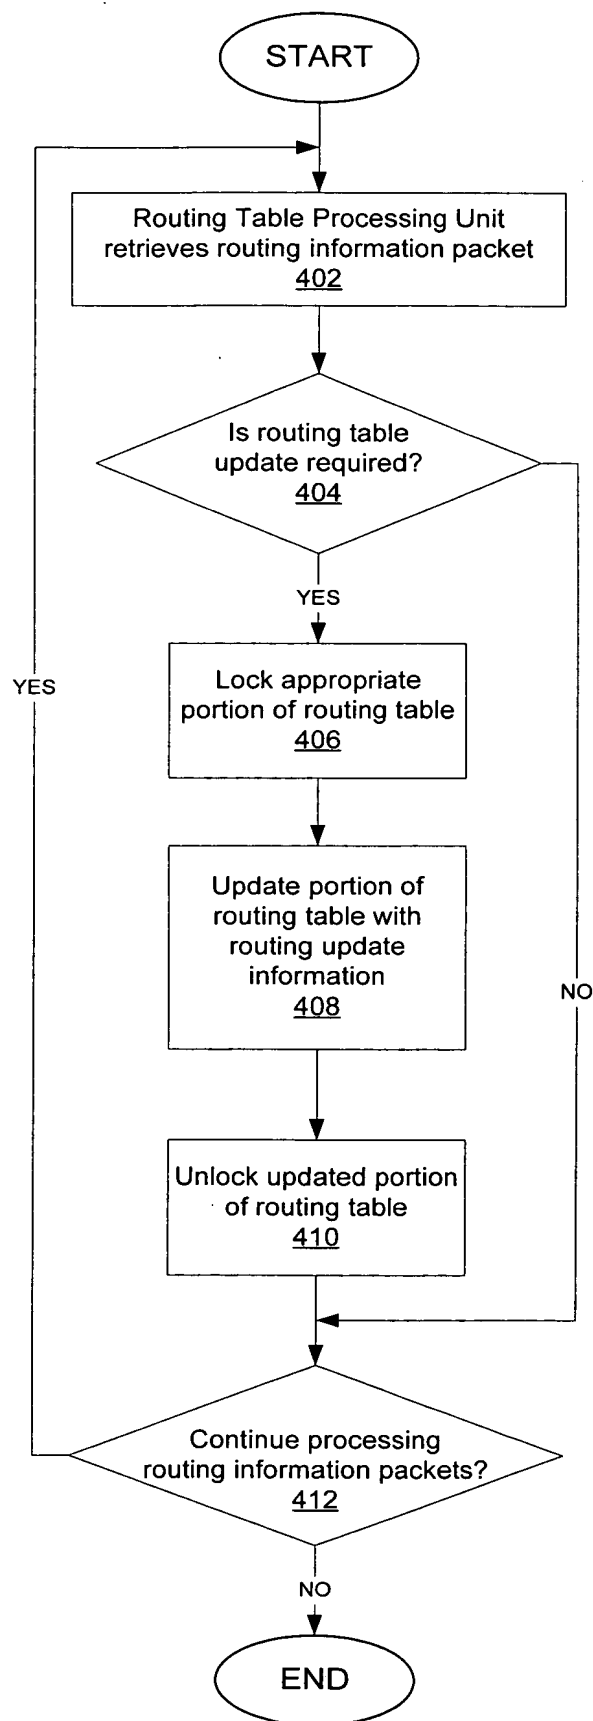 START
Routing Table Processing Unit
retrieves routing information packet
402
Is routing table
update required?
404
YES
Lock appropriate
portion of routing table
406
YES
Update portion of
routing table with
routing update
information
408
NO
Unlock updated portion
of routing table
410
Continue processing
routing information packets?
412
NO
END